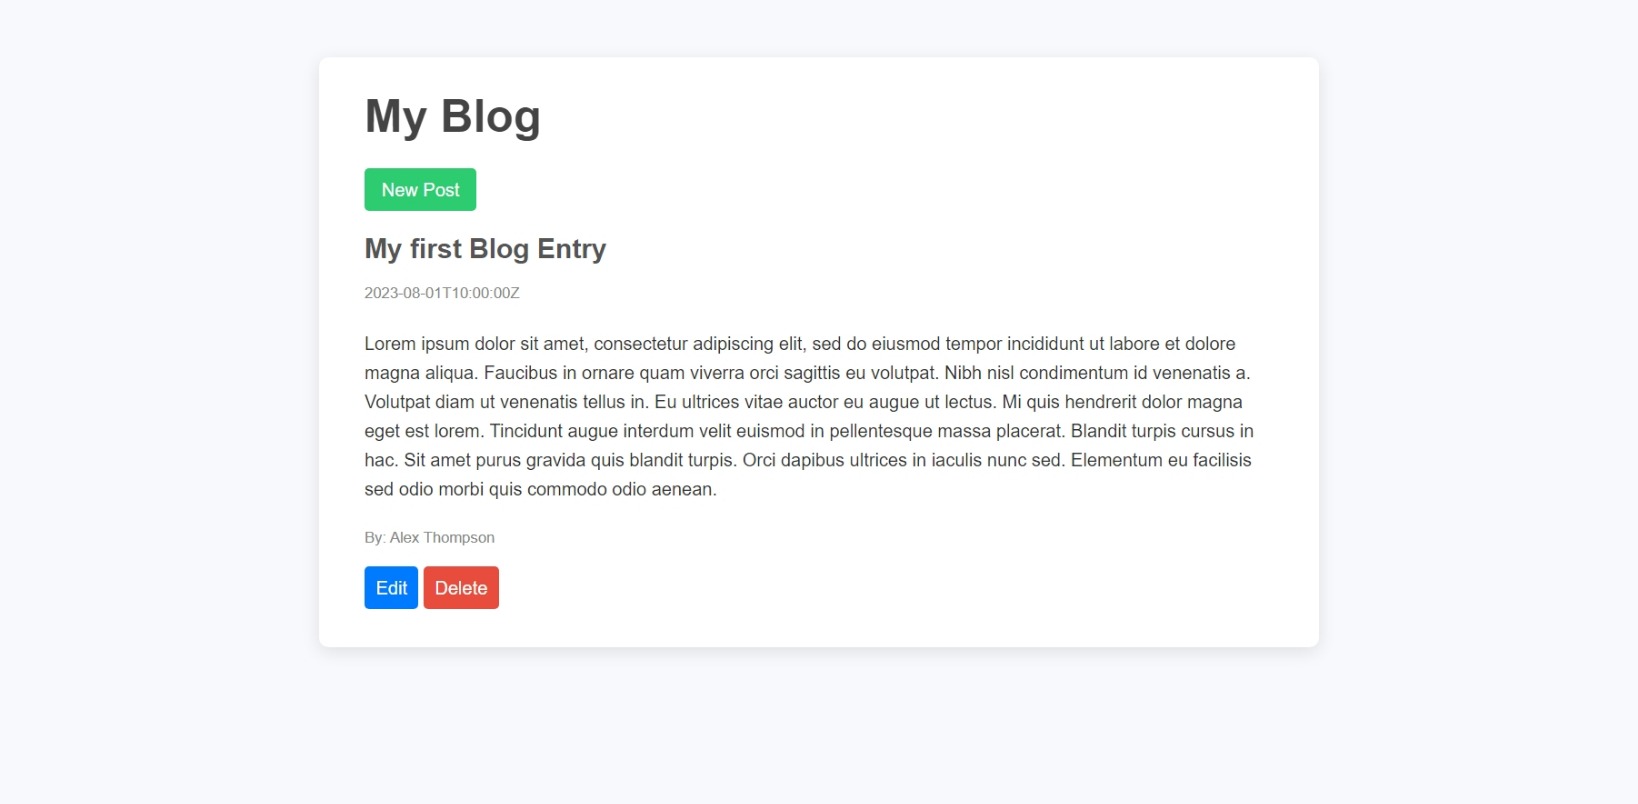 My Blog
New Post
My first Blog Entry
2023-08-01T10:00:00Z
Lorem ipsum dolor sit amet, consectetur adipiscing elit, sed do eiusmod tempor incididunt ut labore et dolore
magna aliqua. Faucibus in ornare quam viverra orci sagittis eu volutpat. Nibh nisl condimentum id venenatis a.
Volutpat diam ut venenatis tellus in. Eu ultrices vitae auctor eu augue ut lectus. Mi quis hendrerit dolor magna
eget est lorem. Tincidunt augue interdum velit euismod in pellentesque massa placerat. Blandit turpis cursus in
hac. Sit amet purus gravida quis blandit turpis. Orci dapibus ultrices in iaculis nunc sed. Elementum eu facilisis
sed odio morbi quis commodo odio aenean.
By: Alex Thompson
Edit Delete